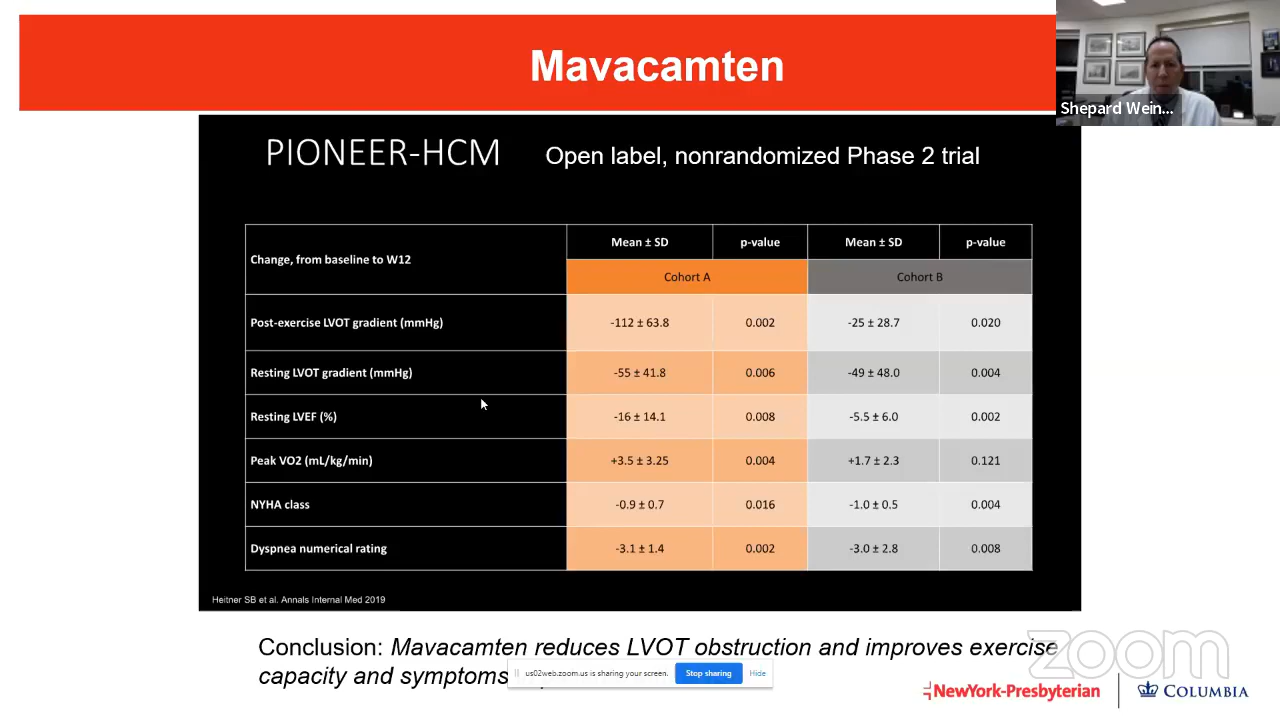 Mavacamten
Shepard Wein...
PIONEER-HCM Open label, nonrandomized Phase 2 trial
Change, from baseline to W12 Mean ± SD p-value Mean ± SD p-value
Cohort A Cohort B
Post-exercise LVOT gradient (mmHg) -112 ± 63.8 0.002 -25 ± 28.7 0.020
Resting LVOT gradient (mmHg) -55 ± 41.8 0.006 -49 ± 48.0 0.004
Resting LVEF (%) -16 ± 14.1 0.008 -5.5 ± 6.0 0.002
Peak VO2 (mL/kg/min) +3.5 ± 3.25 0.004 +1.7 ± 2.3 0.121
NYHA class -0.9 ± 0.7 0.016 -1.0 ± 0.5 0.004
Dyspnea numerical rating -3.1 ± 1.4 0.002 -3.0 ± 2.8 0.008
Heitner SB et al. Annals Internal Med 2019
Conclusion: Mavacamten reduces LVOT obstruction and improves exercise
capacity and symptoms
us02web.zoom.us is sharing your screen. Stop sharing Hide
zoom
NewYork-Presbyterian COLUMBIA